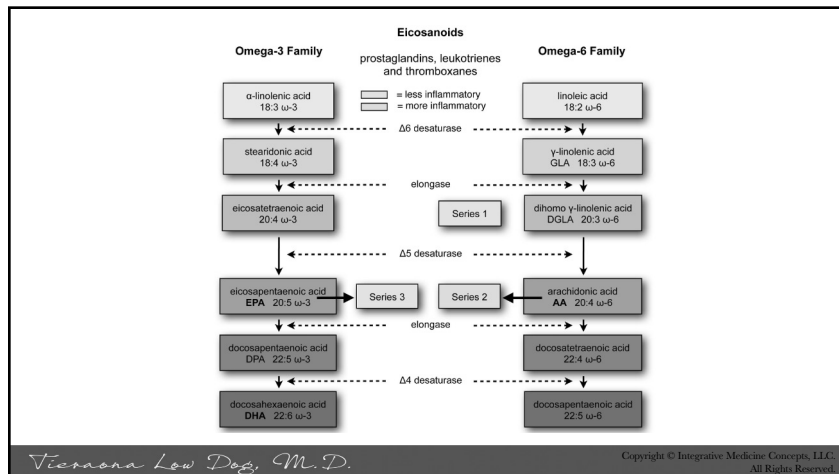 Eicosanoids
Omega-3 Family
Omega-6 Family
prostaglandins, leukotrienes
and thromboxanes
= less inflammatory
= more inflammatory
α-linolenic acid
18:3 ω-3
linoleic acid
18:2 ω-6
Δ6 desaturase
stearidonic acid
18:4 ω-3
γ-linolenic acid
GLA 18:3 ω-6
elongase
eicosatetraenoic acid
20:4 ω-3
Series 1
dihomo γ-linolenic acid
DGLA 20:3 ω-6
Δ5 desaturase
eicosapentaenoic acid
EPA 20:5 ω-3
Series 3
Series 2
arachidonic acid
AA 20:4 ω-6
elongase
docosapentaenoic acid
DPA 22:5 ω-3
docosatetraenoic acid
22:4 ω-6
Δ4 desaturase
docosahexaenoic acid
DHA 22:6 ω-3
docosapentaenoic acid
22:5 ω-6
Tieraona Low Dog, M.D.
Copyright © Integrative Medicine Concepts, LLC.
All Rights Reserved.